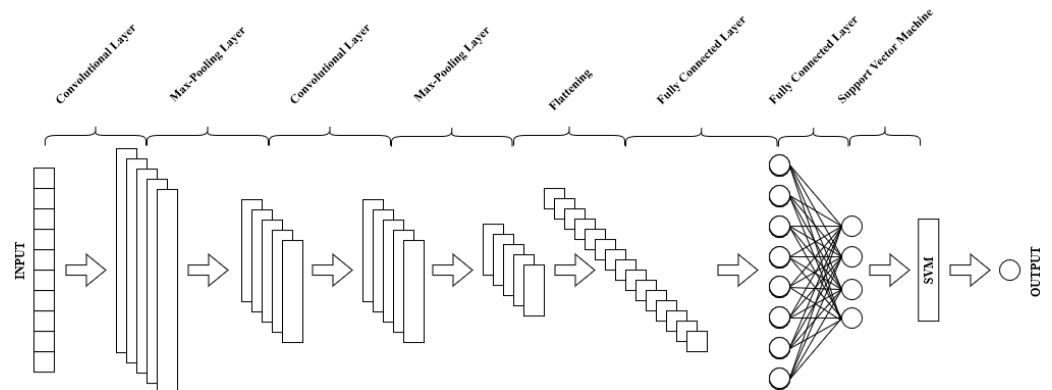 Convolutional Layer
Max-Pooling Layer
Convolutional Layer
Max-Pooling Layer
Flattening
Fully Connected Layer
Fully Connected Layer
Support Vector Machine
INPUT
SVM
OUTPUT